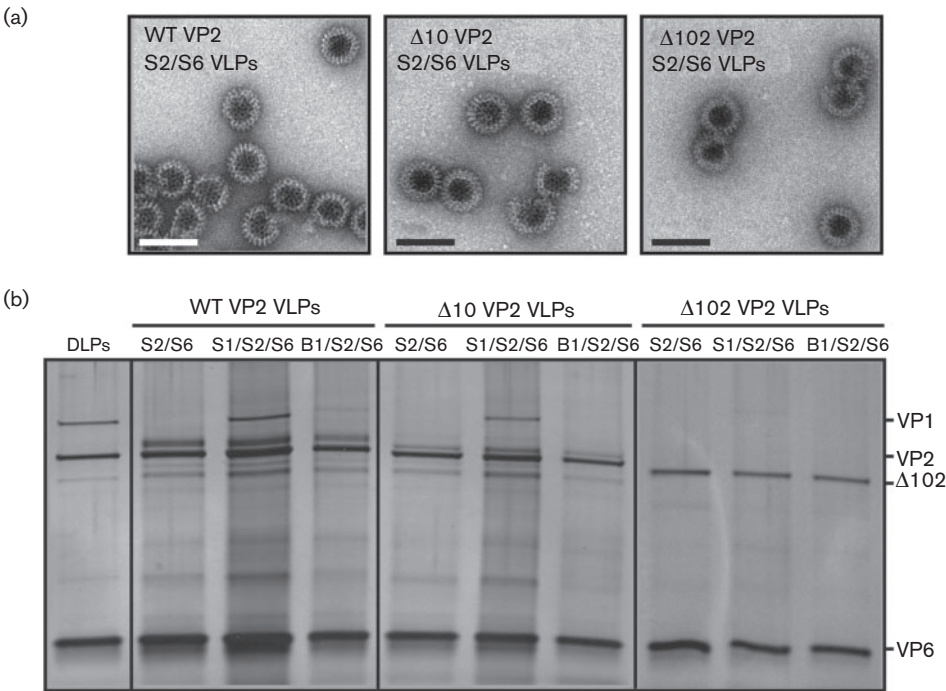 (a)
WT VP2
S2/S6 VLPs
Δ10 VP2
S2/S6 VLPs
Δ102 VP2
S2/S6 VLPs
(b)
WT VP2 VLPs
Δ10 VP2 VLPs
Δ102 VP2 VLPs
DLPs
S2/S6
S1/S2/S6
B1/S2/S6
S2/S6
S1/S2/S6
B1/S2/S6
S2/S6
S1/S2/S6
B1/S2/S6
VP1
VP2
Δ102
VP6